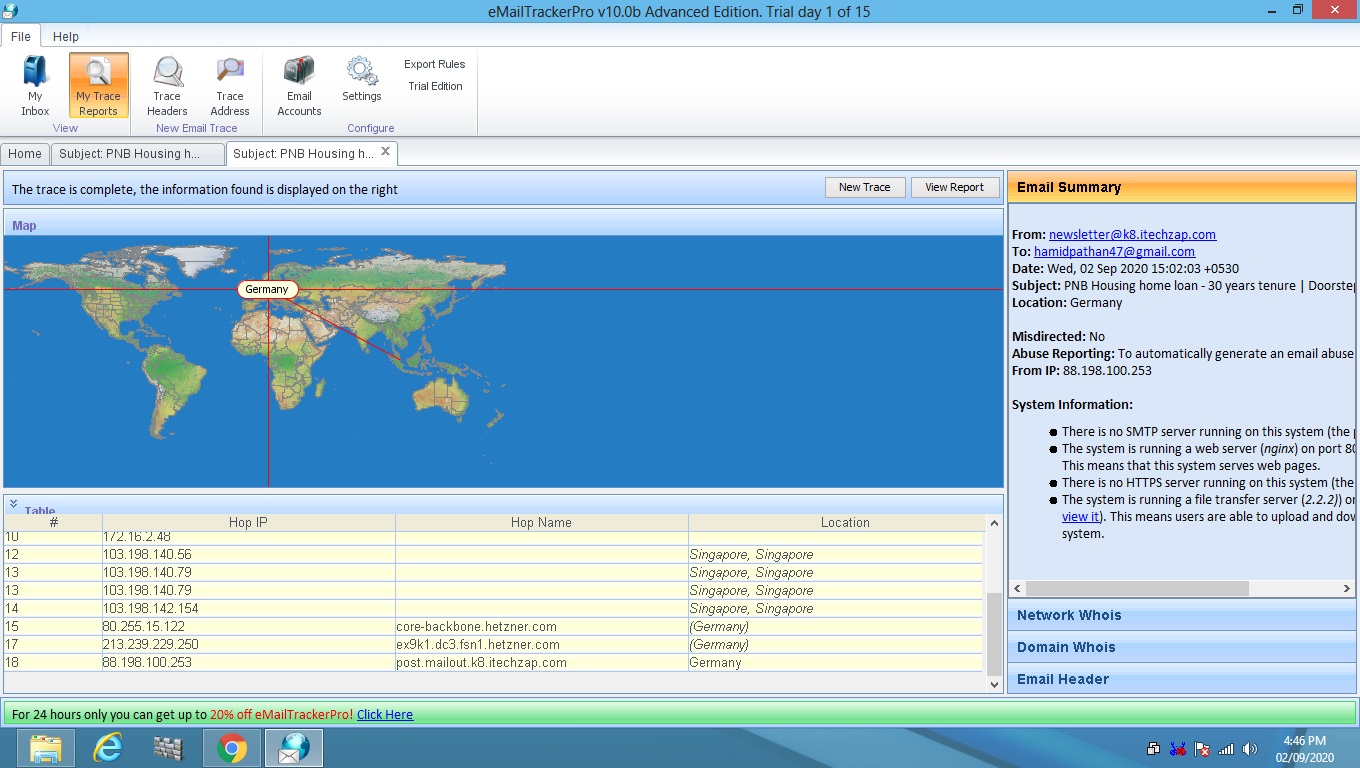 eMailTrackerPro v10.0b Advanced Edition. Trial day 1 of 15
File Help
My Inbox
My Trace Reports
Trace Headers
Trace Address
Email Accounts
Settings
Export Rules
Trial Edition
View
New Email Trace
Configure
Home
Subject: PNB Housing h...
Subject: PNB Housing h...
The trace is complete, the information found is displayed on the right
New Trace
View Report
Map
Germany
Table
# Hop IP Hop Name Location
10 172.16.2.48
12 103.198.140.56 Singapore, Singapore
13 103.198.140.79 Singapore, Singapore
13 103.198.140.79 Singapore, Singapore
14 103.198.142.154 Singapore, Singapore
15 80.255.15.122 core-backbone.hetzner.com (Germany)
17 213.239.229.250 ex9k1.dc3.fsn1.hetzner.com (Germany)
18 88.198.100.253 post.mailout.k8.itechzap.com Germany
Email Summary
From: newsletter@k8.itechzap.com
To: hamidpathan47@gmail.com
Date: Wed, 02 Sep 2020 15:02:03 +0530
Subject: PNB Housing home loan - 30 years tenure | Doorstep
Location: Germany
Misdirected: No
Abuse Reporting: To automatically generate an email abuse
From IP: 88.198.100.253
System Information:
There is no SMTP server running on this system (the
The system is running a web server (nginx) on port 80
This means that this system serves web pages.
There is no HTTPS server running on this system (the
The system is running a file transfer server (2.2.2)) on
view it). This means users are able to upload and dow
system.
Network Whois
Domain Whois
Email Header
For 24 hours only you can get up to 20% off eMailTrackerPro! Click Here
4:46 PM
02/09/2020